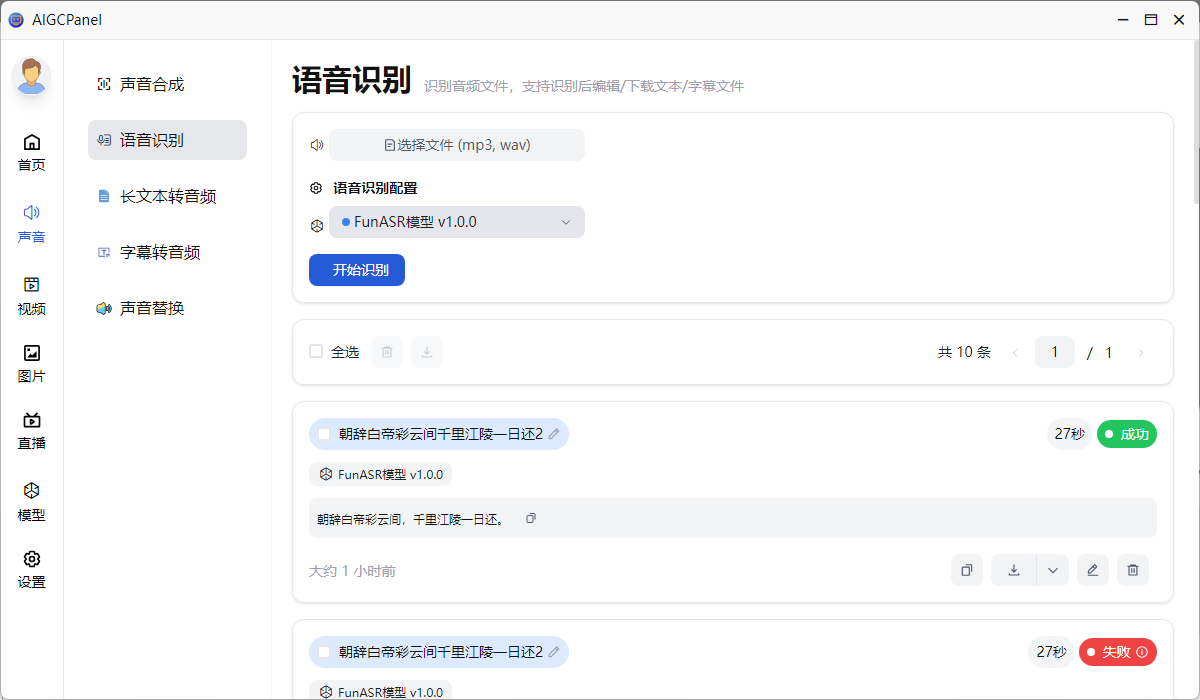 AIGCPanel
首页
声音
视频
图片
直播
模型
设置
声音合成
语音识别
长文本转音频
字幕转音频
声音替换
语音识别 识别音频文件，支持识别后编辑/下载文本/字幕文件
选择文件 (mp3, wav)
语音识别配置
FunASR模型 v1.0.0
开始识别
全选 共 10 条 1 / 1
朝辞白帝彩云间千里江陵一日还2 27秒 成功
FunASR模型 v1.0.0
朝辞白帝彩云间，千里江陵一日还。
大约 1 小时前
朝辞白帝彩云间千里江陵一日还2 27秒 失败
FunASR模型 v1.0.0